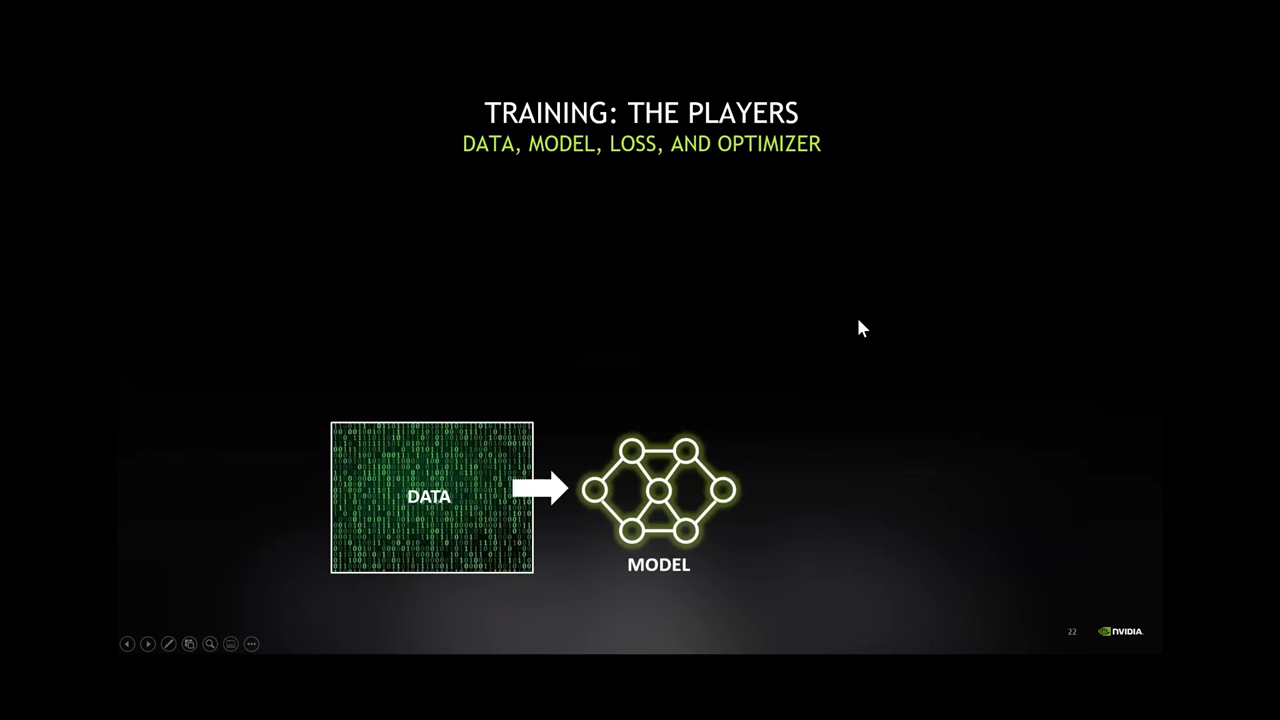 TRAINING: THE PLAYERS
DATA, MODEL, LOSS, AND OPTIMIZER
DATA
MODEL
22
NVIDIA.